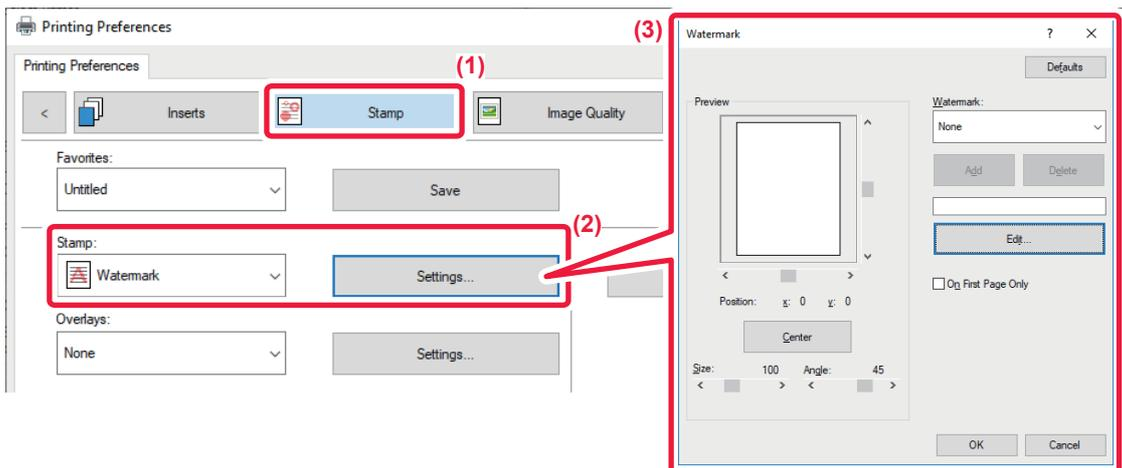 Printing Preferences
Printing Preferences
(1)
< Inserts Stamp Image Quality
Favorites:
Untitled Save
(2)
Stamp:
Watermark Settings...
Overlays:
None Settings...
(3)
Watermark ? ×
Defaults
Preview
Watermark:
None
Add Delete
Edit...
On First Page Only
Position: x: 0 y: 0
Center
Size: 100 Angle: 45
< > < >
OK Cancel